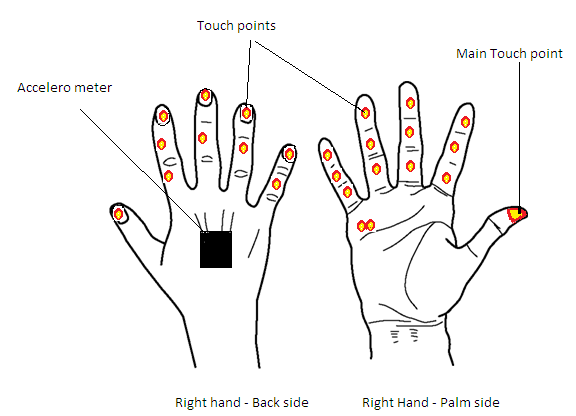 Touch points
Main Touch point
Accelero meter
Right hand - Back side
Right Hand - Palm side